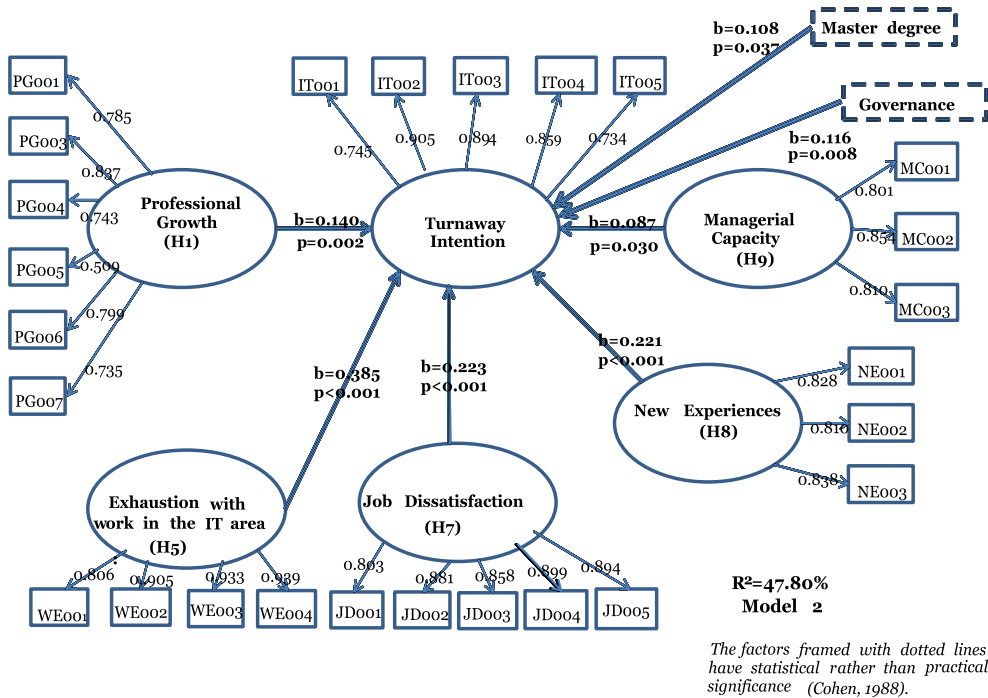 b=0.108
p=0.037
Master degree
Governance
b=0.116
p=0.008
PG001
PG003
PG004
PG005
PG006
PG007
0.785
0.837
0.743
0.509
0.799
0.735
IT001
IT002
IT003
IT004
IT005
0.745
0.905
0.894
0.859
0.734
Professional
Growth
(H1)
b=0.140
p=0.002
Turnaway
Intention
b=0.087
p=0.030
Managerial
Capacity
(H9)
0.801
0.854
0.810
MC001
MC002
MC003
b=0.385
p<0.001
b=0.223
p<0.001
b=0.221
p<0.001
New Experiences
(H8)
0.828
0.810
0.838
NE001
NE002
NE003
Exhaustion with
work in the IT area
(H5)
0.806
0.905
0.933
0.939
WE001
WE002
WE003
WE004
Job Dissatisfaction
(H7)
0.803
0.881
0.858
0.899
0.894
JD001
JD002
JD003
JD004
JD005
R²=47.80%
Model 2
The factors framed with dotted lines
have statistical rather than practical
significance (Cohen, 1988).